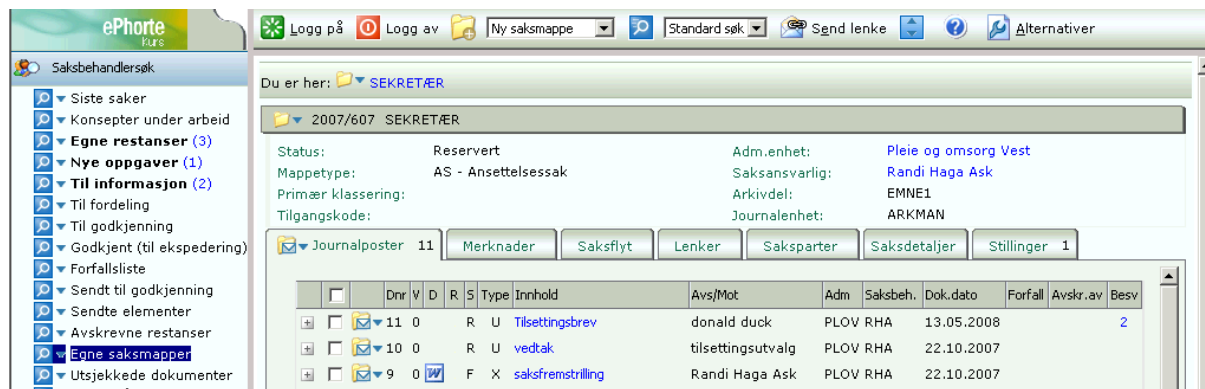 ePhorte
Kurs
Logg på Logg av Ny saksmappe Standard søk Send lenke Alternativer
Saksbehandlersøk
Siste saker
Konsepter under arbeid
Egne restanser (3)
Nye oppgaver (1)
Til informasjon (2)
Til fordeling
Til godkjenning
Godkjent (til ekspedering)
Forfallsliste
Sendt til godkjenning
Sendte elementer
Avskrevne restanser
Egne saksmapper
Utsjekkede dokumenter
Du er her: SEKRETÆR
2007/607 SEKRETÆR
Status: Reservert Adm.enhet: Pleie og omsorg Vest
Mappetype: AS - Ansettelsessak Saksansvarlig: Randi Haga Ask
Primær klassering: Arkivdel: EMNE1
Tilgangskode: Journalenhet: ARKMAN
Journalposter 11 Merknader Saksflyt Lenker Saksparter Saksdetaljer Stillinger 1
Dnr V D R S Type Innhold Avs/Mot Adm Saksbeh. Dok.dato Forfall Avskr.av Besv
11 0 R U Tilsettingsbrev donald duck PLOV RHA 13.05.2008 2
10 0 R U vedtak tilsettingsutvalg PLOV RHA 22.10.2007
9 0 W F X saksfremstrilling Randi Haga Ask PLOV RHA 22.10.2007